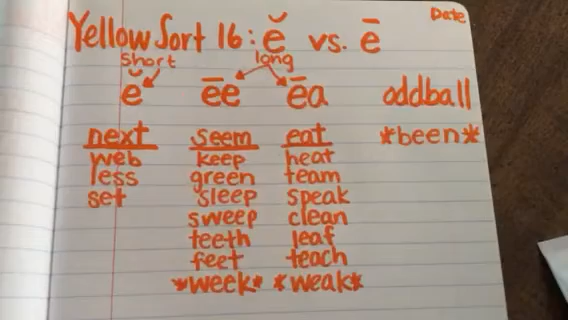 Date
Yellow Sort 16: ĕ vs. ē
short long
ĕ ēe ēa oddball
next seem eat *been*
web keep heat
less green team
set sleep speak
sweep clean
teeth leaf
feet teach
*week* *weak*